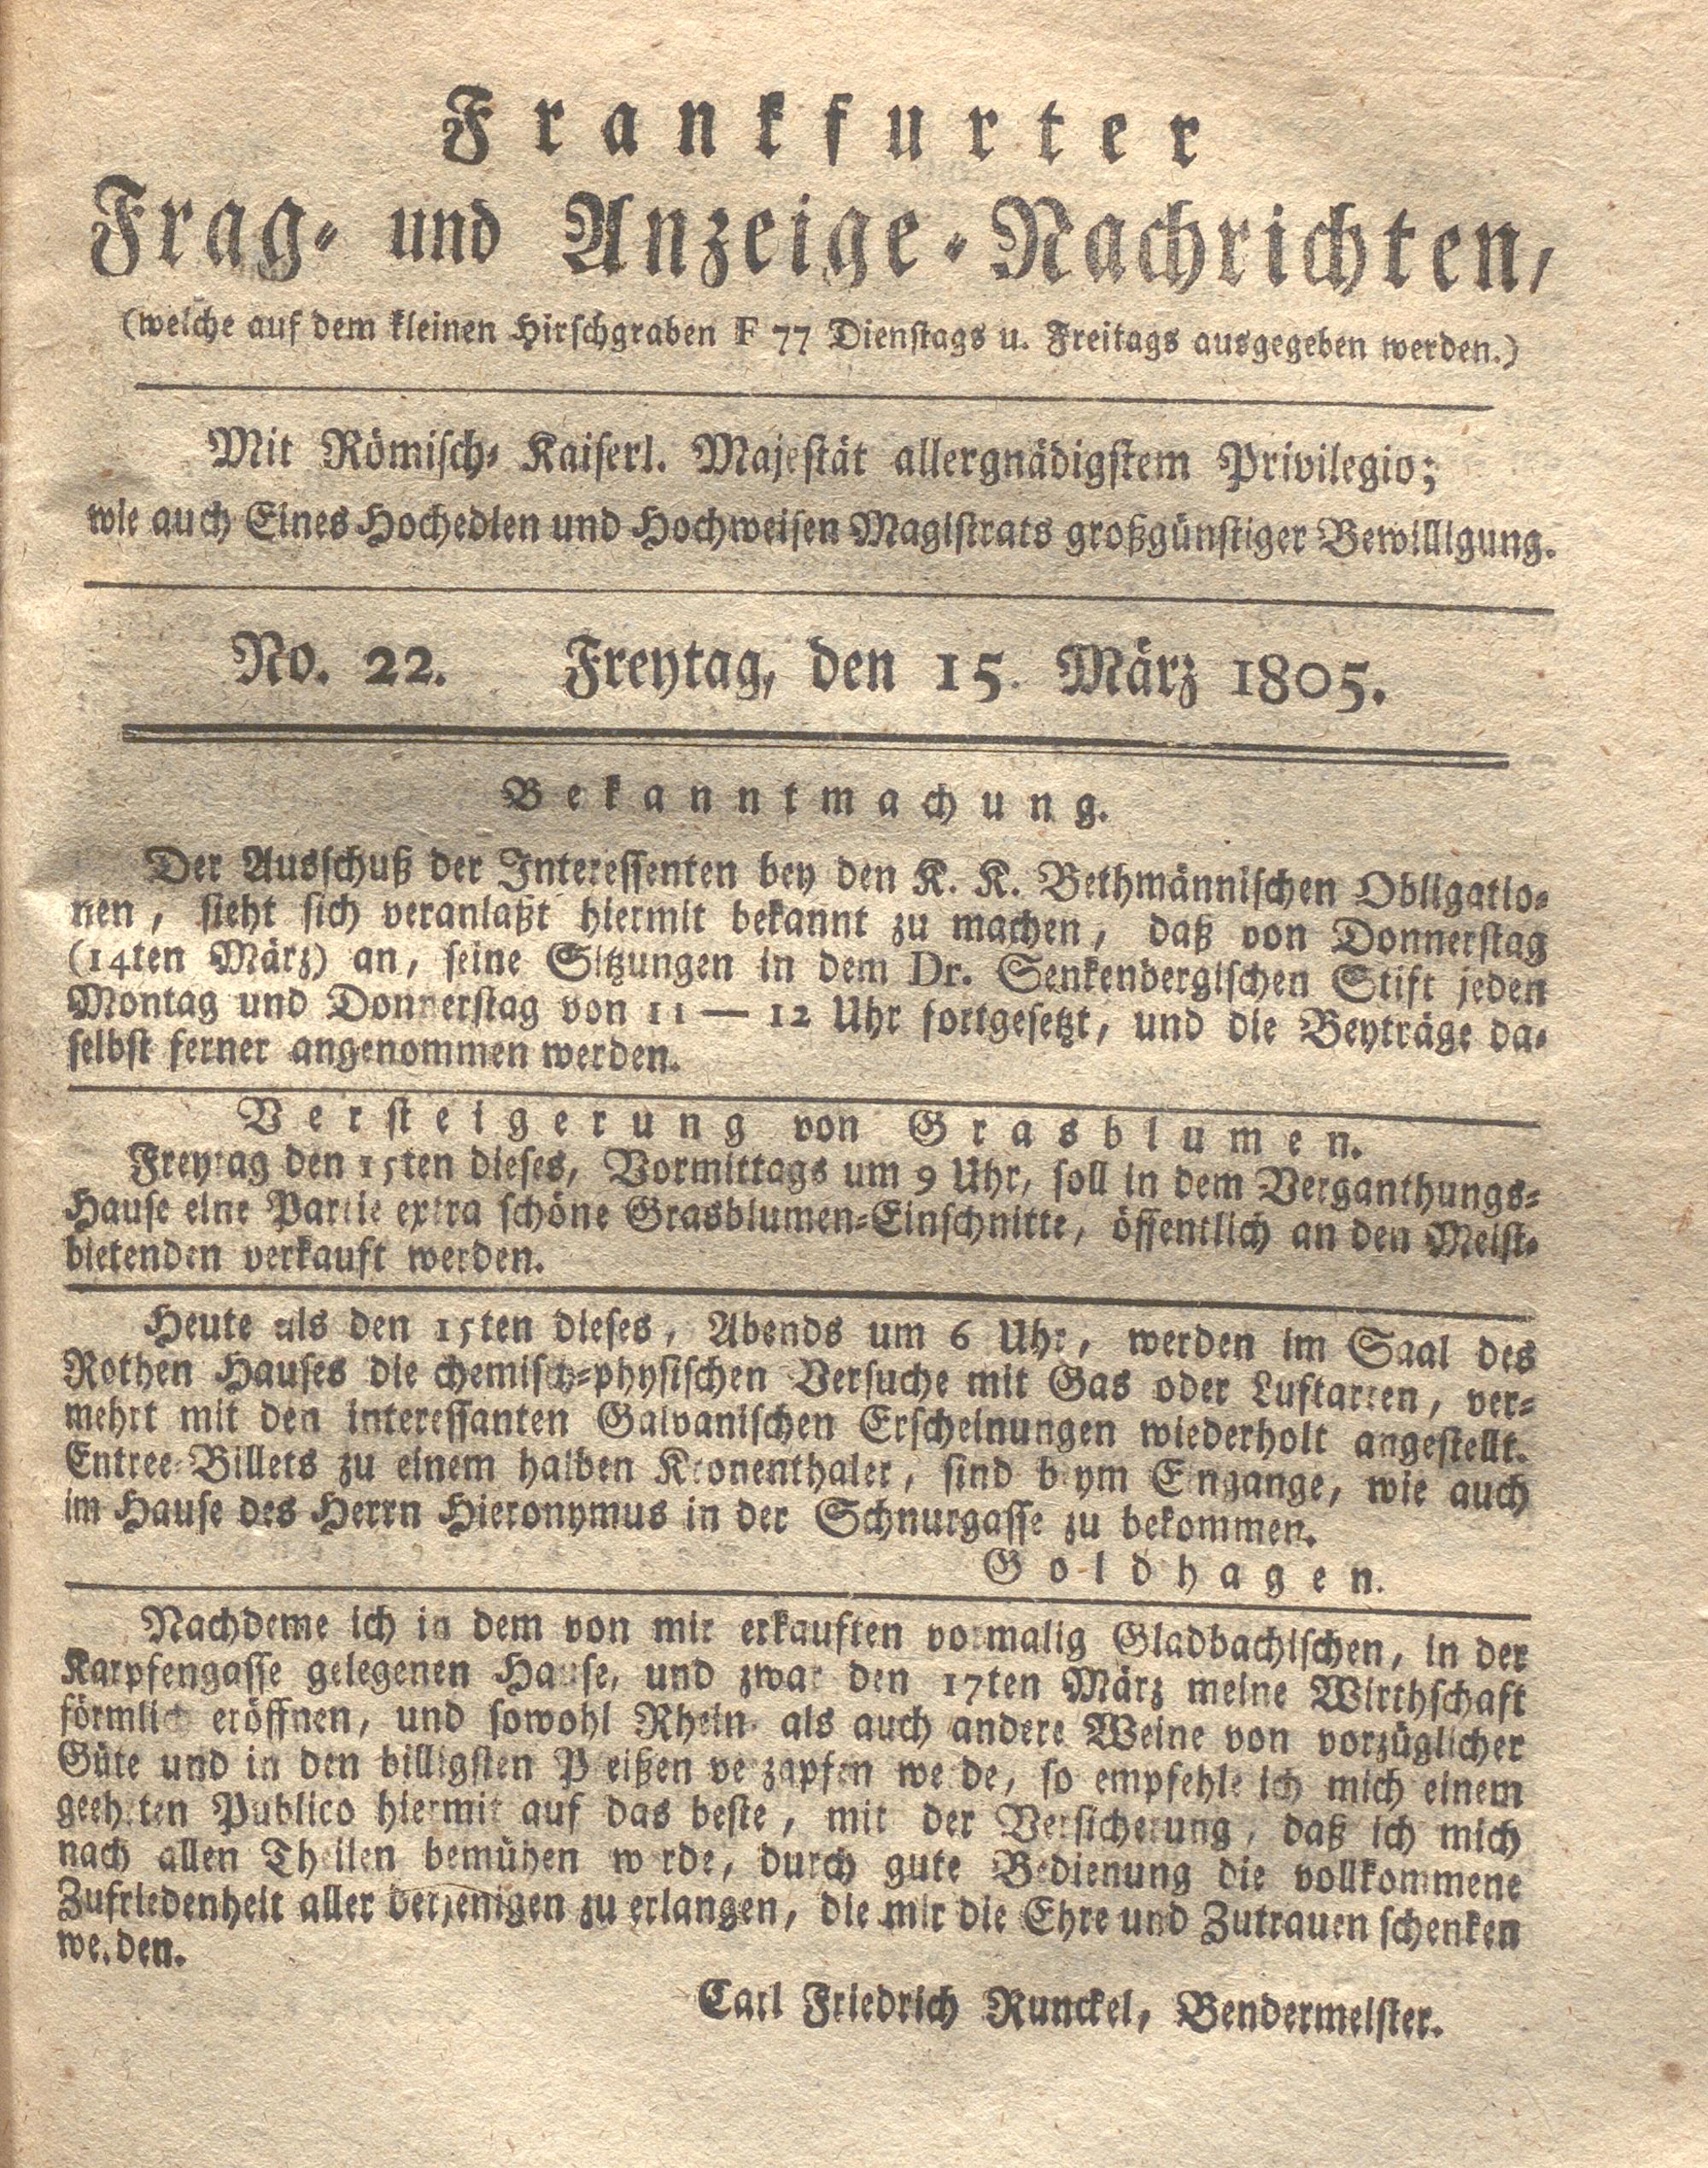 Frankfurter
Frag- und Anzeige-Nachrichten,
(welche auf dem kleinen Hirschgraben F 77 Dienstags u. Freitags ausgegeben werden.)
Mit Römisch- Kaiserl. Majestät allergnädigstem Privilegio;
wie auch Eines Hochedlen und Hochweisen Magistrats großgünstiger Bewilligung.
No. 22. Freytag, den 15. März 1805.
Bekanntmachung.
Der Ausschuß der Interessenten bey den K. K. Bethmännischen Obligatio-
nen, sieht sich veranlaßt hiermit bekannt zu machen, daß von Donnerstag
(14ten März) an, seine Sitzungen in dem Dr. Senkenbergischen Stift jeden
Montag und Donnerstag von 11 — 12 Uhr fortgesetzt, und die Beyträge da-
selbst ferner angenommen werden.
Versteigerung von Grasblumen.
Freytag den 15ten dieses, Vormittags um 9 Uhr, soll in dem Verganthungs-
Hause eine Partie extra schöne Grasblumen-Einschnitte, öffentlich an den Meist-
bietenden verkauft werden.
Heute als den 15ten dieses, Abends um 6 Uhr, werden im Saal des
Rothen Hauses die chemisch-physischen Versuche mit Gas oder Luftarten, ver-
mehrt mit den interessanten Galvanischen Erscheinungen wiederholt angestellt.
Entree-Billets zu einem halben Kronenthaler, sind beym Eingange, wie auch
im Hause des Herrn Hieronymus in der Schnurgasse zu bekommen.
Goldhagen.
Nachdeme ich in dem von mir erkauften vormalig Gladbachischen, in der
Karpfengasse gelegenen Hause, und zwar den 17ten März meine Wirthschaft
förmlich eröffnen, und sowohl Rhein- als auch andere Weine von vorzüglicher
Güte und in den billigsten Preißen verzapfen werde, so empfehle ich mich einem
geehrten Publico hiermit auf das beste, mit der Versicherung, daß ich mich
nach allen Theilen bemühen werde, durch gute Bedienung die vollkommene
Zufriedenheit aller derjenigen zu erlangen, die mir die Ehre und Zutrauen schenken
werden.
Carl Friedrich Runckel, Bendermeister.